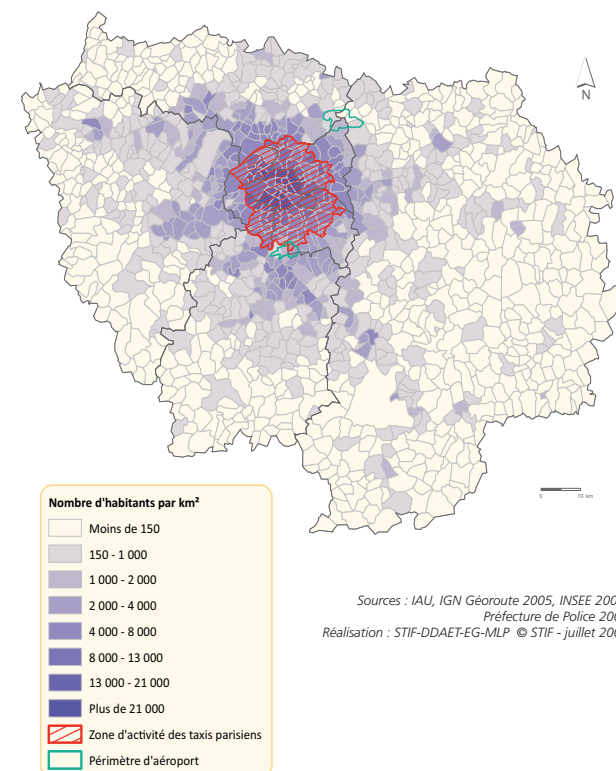 N
0 10 km
Nombre d'habitants par km²
Moins de 150
150 - 1 000
1 000 - 2 000
2 000 - 4 000
4 000 - 8 000
8 000 - 13 000
13 000 - 21 000
Plus de 21 000
Zone d'activité des taxis parisiens
Périmètre d'aéroport
Sources : IAU, IGN Géoroute 2005, INSEE 200
Préfecture de Police 200
Réalisation : STIF-DDAET-EG-MLP © STIF - juillet 200